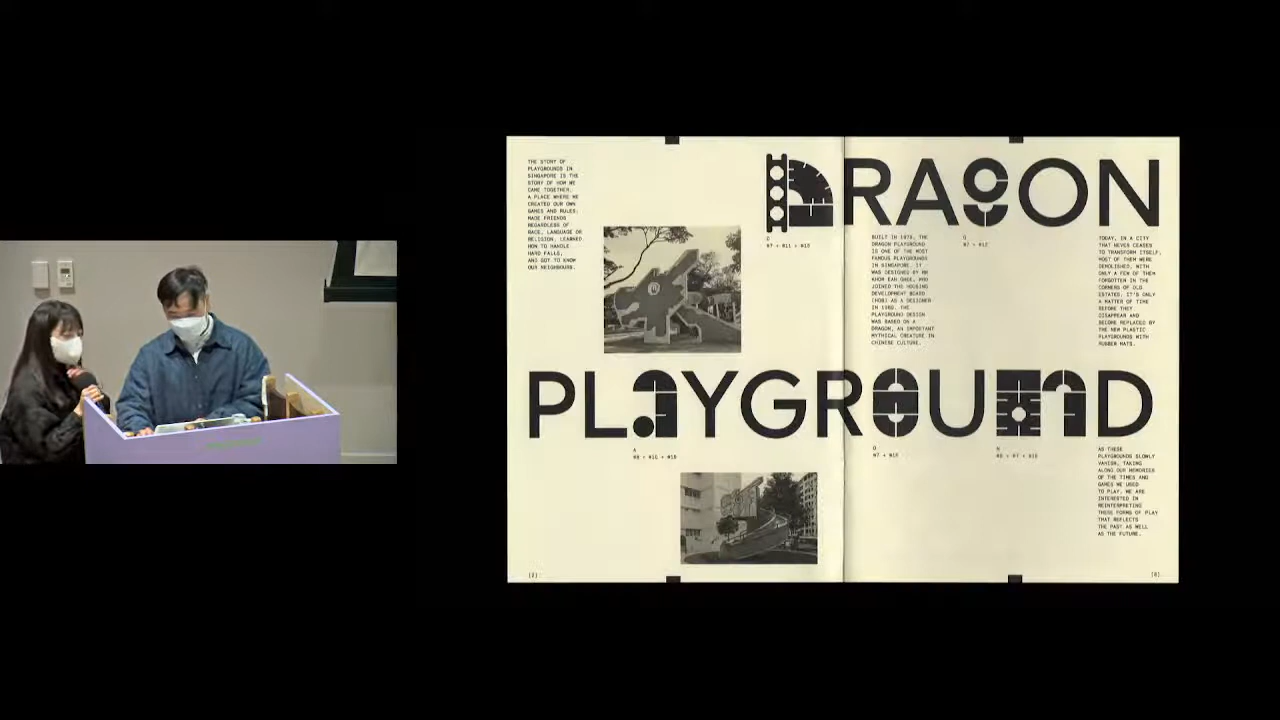 THE STORY OF
PLAYGROUNDS IN
SINGAPORE IS THE
STORY OF HOW WE
CAME TOGETHER.
A PLACE WHERE WE
CREATED OUR OWN
GAMES AND RULES.
MADE FRIENDS
REGARDLESS OF
RACE, LANGUAGE OR
RELIGION. LEARNED
HOW TO HANDLE
HARD FALLS,
AND GOT TO KNOW
OUR NEIGHBOURS.
DRAGON
BUILT IN 1979, THE
DRAGON PLAYGROUND
IS ONE OF THE MOST
FAMOUS PLAYGROUNDS
IN SINGAPORE. IT
WAS DESIGNED BY MR
KHOR EAN GHEE, WHO
JOINED THE HOUSING
DEVELOPMENT BOARD
(HDB) AS A DESIGNER
IN THE
PLAYGROUND DESIGN
WAS BASED ON A
DRAGON, AN IMPORTANT
MYTHICAL CREATURE IN
CHINESE CULTURE.
TODAY, IN A CITY
THAT NEVER CEASES
TO TRANSFORM ITSELF,
MOST OF THEM WERE
DEMOLISHED, WITH
ONLY A FEW OF THEM
FORGOTTEN IN THE
CORNERS OF OLD
ESTATES. IT'S ONLY
A MATTER OF TIME
BEFORE THEY
DISAPPEAR AND
BECOME REPLACED BY
THE NEW PLASTIC
PLAYGROUNDS WITH
RUBBER MATS.
PLAYGROUND
AS THESE
PLAYGROUNDS SLOWLY
VANISH, TAKING
ALONG OUR MEMORIES
OF THE TIMES AND
GAMES WE USED
TO PLAY, WE ARE
INTERESTED IN
REINTERPRETING
THESE FORMS OF PLAY
THAT REFLECTS
THE PAST AS WELL
AS THE FUTURE.